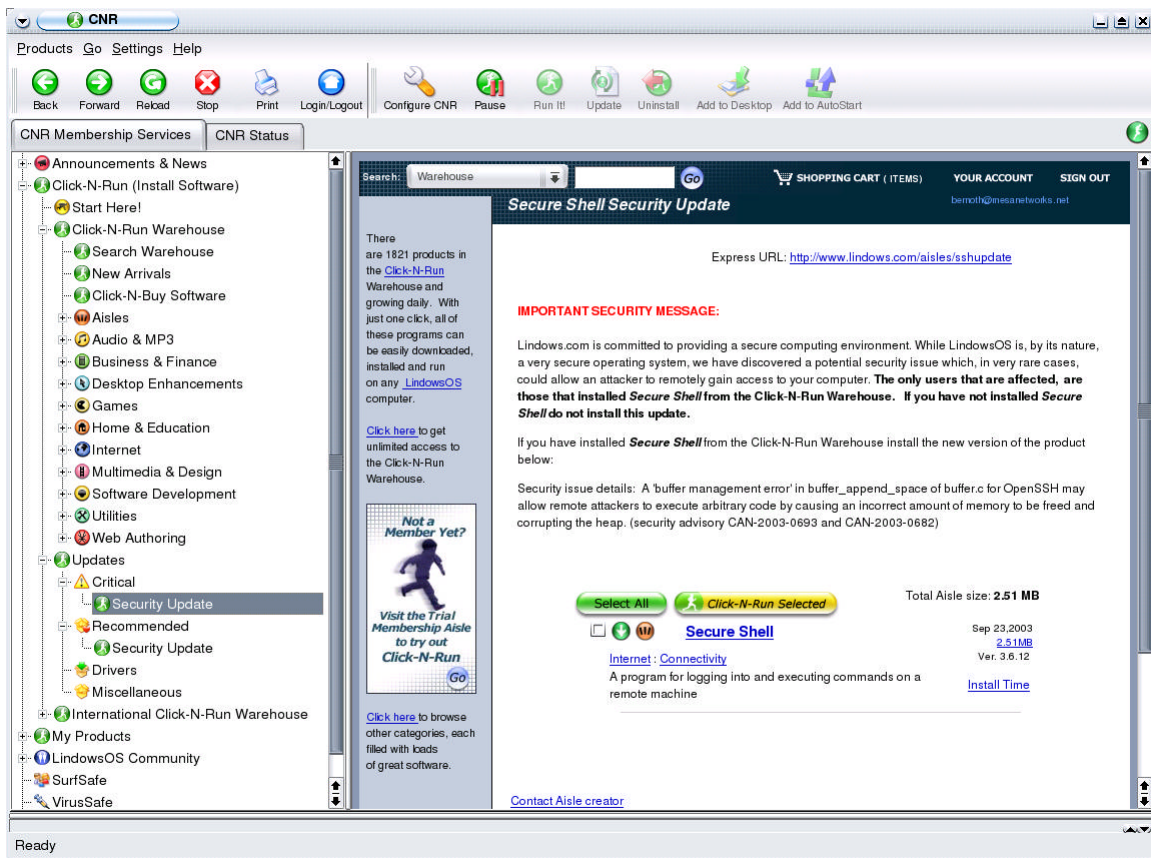 CNR
Products Go Settings Help
Back Forward Reload Stop Print Login/Logout Configure CNR Pause Run It! Update Uninstall Add to Desktop Add to AutoStart
CNR Membership Services CNR Status
Announcements & News
Click-N-Run (Install Software)
Start Here!
Click-N-Run Warehouse
Search Warehouse
New Arrivals
Click-N-Buy Software
Aisles
Audio & MP3
Business & Finance
Desktop Enhancements
Games
Home & Education
Internet
Multimedia & Design
Software Development
Utilities
Web Authoring
Updates
Critical
Security Update
Recommended
Security Update
Drivers
Miscellaneous
International Click-N-Run Warehouse
My Products
LindowsOS Community
SurfSafe
VirusSafe
Search: Warehouse Go SHOPPING CART ( ITEMS) YOUR ACCOUNT SIGN OUT
bernoth@mesanetworks.net
Secure Shell Security Update
There
are 1821 products in
the Click-N-Run
Warehouse and
growing daily. With
just one click, all of
these programs can
be easily downloaded,
installed and run
on any LindowsOS
computer.
Click here to get
unlimited access to
the Click-N-Run
Warehouse.
Not a
Member Yet?
Visit the Trial
Membership Aisle
to try out
Click-N-Run
Go
Click here to browse
other categories, each
filled with loads
of great software.
Express URL: http://www.lindows.com/aisles/sshupdate
IMPORTANT SECURITY MESSAGE:
Lindows.com is committed to providing a secure computing environment. While LindowsOS is, by its nature,
a very secure operating system, we have discovered a potential security issue which, in very rare cases,
could allow an attacker to remotely gain access to your computer. The only users that are affected, are
those that installed Secure Shell from the Click-N-Run Warehouse. If you have not installed Secure
Shell do not install this update.
If you have installed Secure Shell from the Click-N-Run Warehouse install the new version of the product
below:
Security issue details: A 'buffer management error' in buffer_append_space of buffer.c for OpenSSH may
allow remote attackers to execute arbitrary code by causing an incorrect amount of memory to be freed and
corrupting the heap. (security advisory CAN-2003-0693 and CAN-2003-0682)
Select All Click-N-Run Selected Total Aisle size: 2.51 MB
Secure Shell Sep 23,2003
2.51MB
Internet : Connectivity Ver. 3.6.12
A program for logging into and executing commands on a
remote machine
Install Time
Contact Aisle creator
Ready